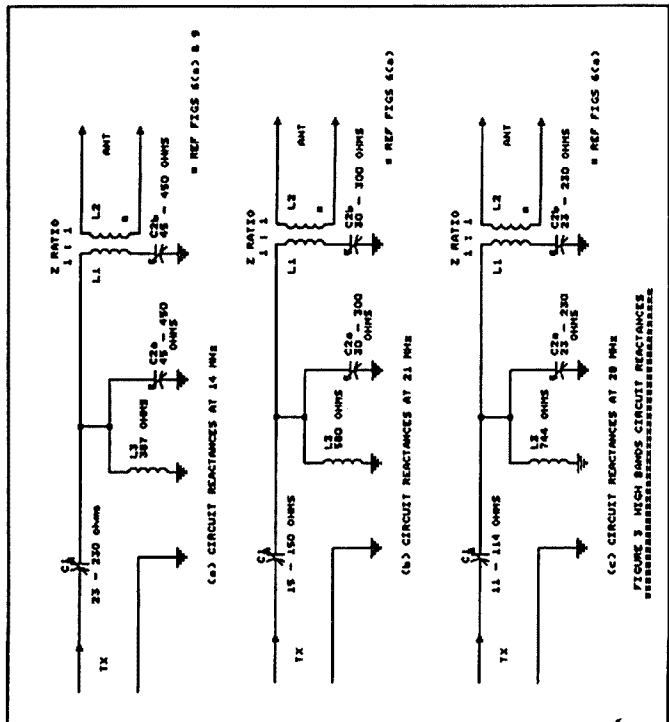 TX
C1
23 - 230 Ohms
L3
387 OHMS
C2a
45 - 450
OHMS
Z RATIO
1 : 1
L1
L2
C2b
45 - 450 OHMS
ANT
(a) CIRCUIT REACTANCES AT 14 MHz
* REF FIGS 6(a) & 9
TX
C1
15 - 150 OHMS
L3
580 OHMS
C2a
30 - 300
OHMS
Z RATIO
1 : 1
L1
L2
*
C2b
30 - 300 OHMS
ANT
(b) CIRCUIT REACTANCES AT 21 MHz
* REF FIGS 6(a)
TX
C1
11 - 114 OHMS
L3
744 OHMS
C2a
23 - 230
OHMS
Z RATIO
1 : 1
L1
L2
*
C2b
23 - 230 OHMS
ANT
(c) CIRCUIT REACTANCES AT 28 MHz
* REF FIGS 6(a)
FIGURE 3 HIGH BANDS CIRCUIT REACTANCES